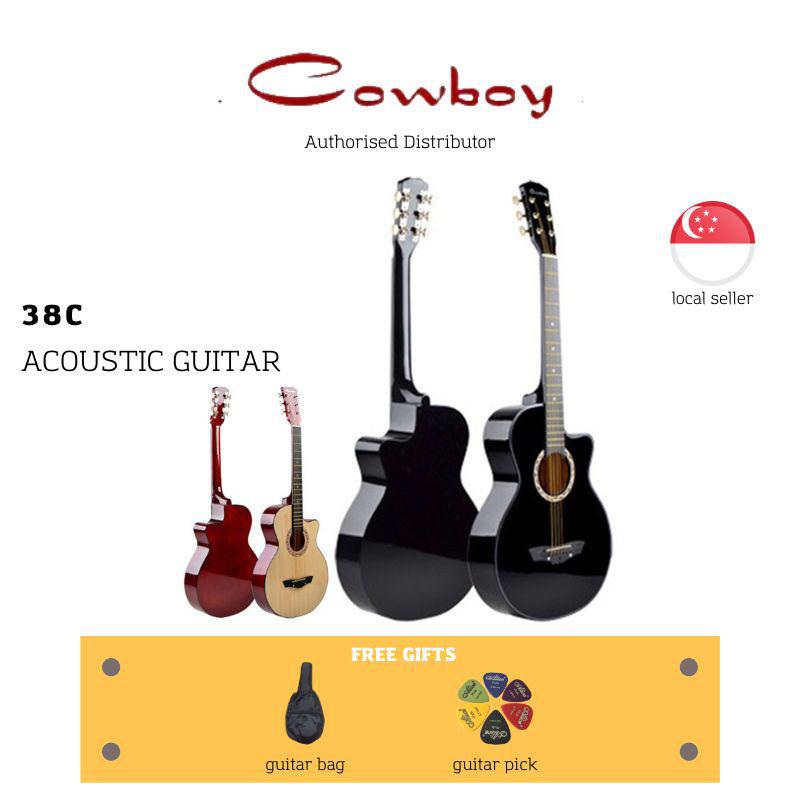 Cowboy
Authorised Distributor
local seller
38C
ACOUSTIC GUITAR
FREE GIFTS
guitar bag
guitar pick